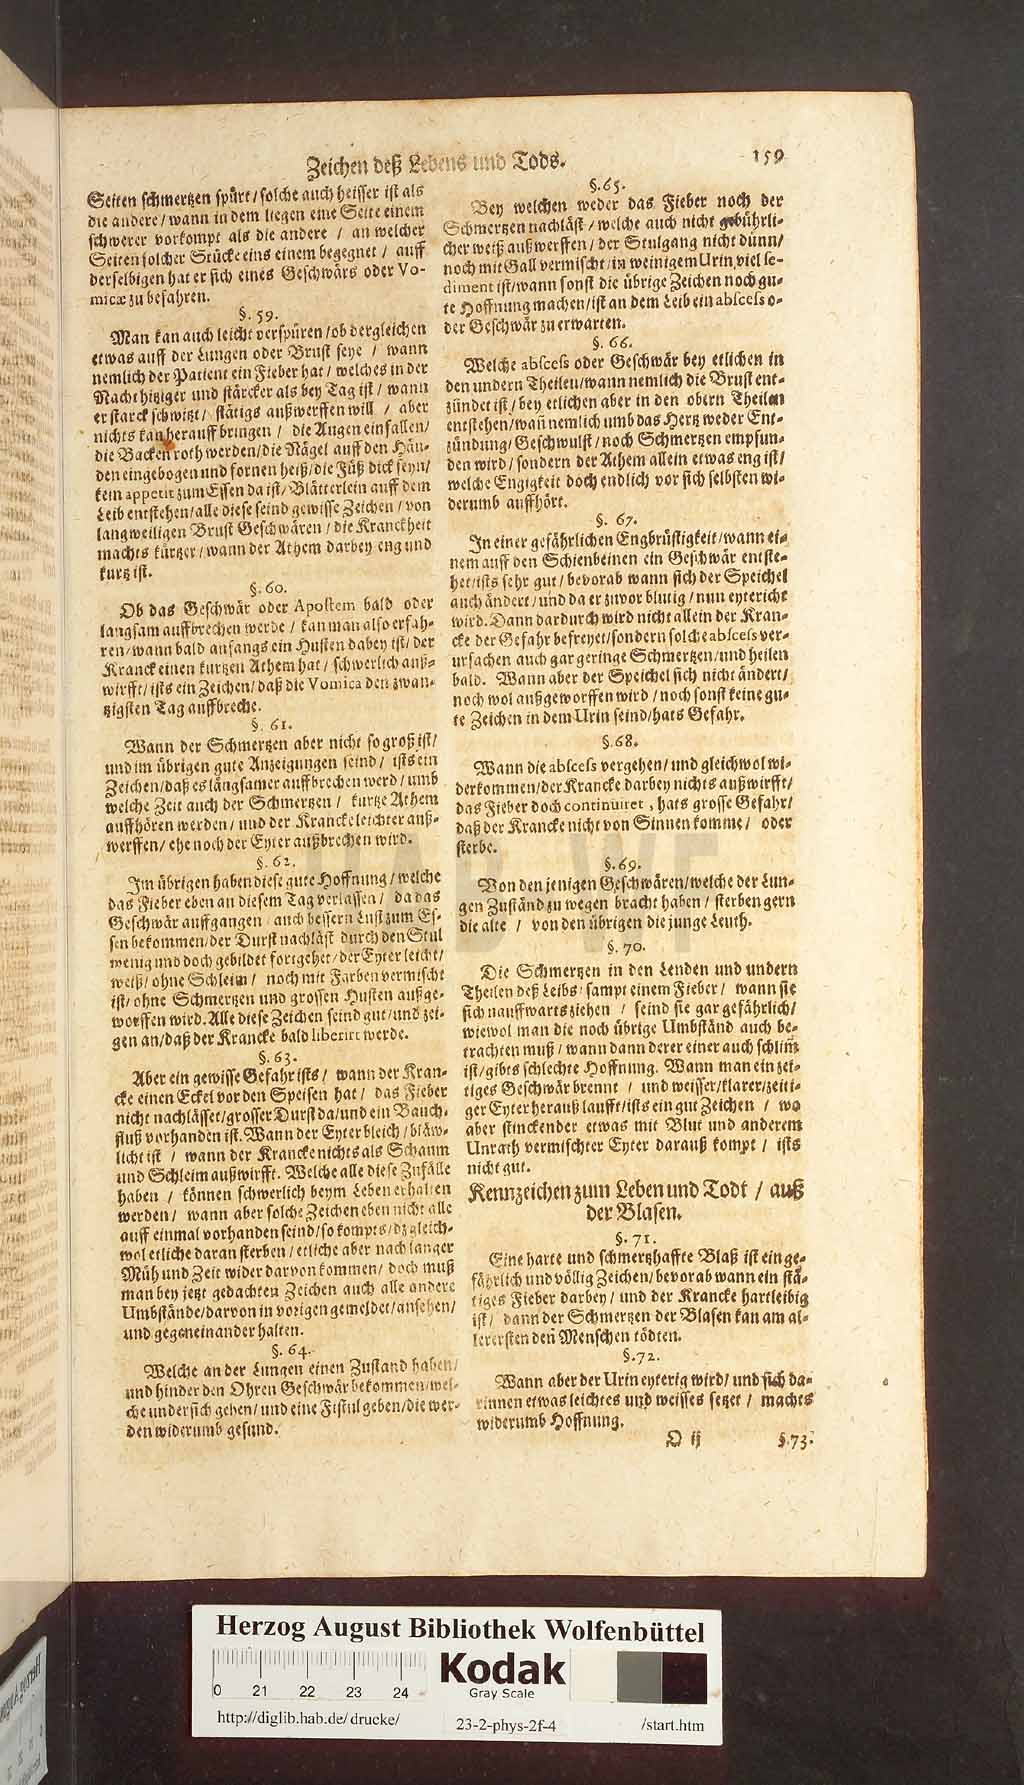 Zeichen deß Lebens und Tods. 159
Seiten schmertzen spürt/ solche auch heisser ist als
die andere/ wann in dem liegen eine Seite einem
schwerer vorkompt als die andere / an welcher
Seiten solcher Stücke eins einem begegnet / auff
derselbigen hat er sich eines Geschwärs oder Vo-
micæ zu befahren.
§. 59.
Man kan auch leicht verspüren/ ob dergleichen
etwas auff der Lungen oder Brust seye / wann
nemlich der Patient ein Fieber hat/ welches in der
Nacht hitziger und stärcker als bey Tag ist/ wann
er starck schwitzt/ stätigs außwerffen will / aber
nichts kan herauff bringen / die Augen einfallen/
die Backen roth werden/ die Nägel auff den Hän-
den eingebogen und fornen heiß/ die Füß dick seyn/
kein appetit zum Essen da ist/ Blätterlein auff dem
Leib entstehen/ alle diese seind gewisse Zeichen/ von
langweiligen Brust Geschwären/ die Kranckheit
machts kürtzer/ wann der Athem darbey eng und
kurtz ist.
§. 60.
Ob das Geschwär oder Apostem bald oder
langsam auffbrechen werde/ kan man also erfah-
ren/ wann bald anfangs ein Husten dabey ist/ der
Krancke einen kurtzen Athem hat/ schwerlich auß-
wirfft/ ists ein Zeichen/ daß die Vomica den zwan-
tzigsten Tag auffbreche.
§. 61.
Wann der Schmertzen aber nicht so groß ist/
und im übrigen gute Anzeigungen seind/ ists ein
Zeichen/ daß es längsamer auffbrechen werd/ umb
welche Zeit auch der Schmertzen / kurtze Athem
auffhören werden/ und der Krancke leichter auß-
werffen/ ehe noch der Eyter außbrechen wird.
§. 62.
Im übrigen haben diese gute Hoffnung/ welche
das Fieber eben an diesem Tag verlassen/ da das
Geschwär auffgangen/ auch bessern Lust zum Es-
sen bekommen/ der Durst nachläst durch den Stul
wenig und doch gebildet fortgehet/ der Eyter leicht/
weiß/ ohne Schleim / noch mit Farben vermischt
ist/ ohne Schmertzen und grossen Husten außge-
worffen wird. Alle diese Zeichen seind gut/ und zei-
gen an/ daß der Krancke bald liberirt werde.
§. 63.
Aber ein gewisse Gefahr ists/ wann der Kran-
cke einen Eckel vor den Speisen hat/ das Fieber
nicht nachlässet/ grosser Durst da/ und ein Bauch-
fluß vorhanden ist. Wann der Eyter bleich/ bläw-
licht ist / wann der Krancke nichts als Schaum
und Schleim außwirfft. Welche alle diese Zufälle
haben / können schwerlich beym Leben erhalten
werden/ wann aber solche Zeichen eben nicht alle
auff einmal vorhanden seind/ so kompts/ dz gleich-
wol etliche daran sterben/ etliche aber nach langer
Müh und Zeit wider darvon kommen/ doch muß
man bey jetzt gedachten Zeichen auch alle andere
Umbstände/ darvon in vorigen gemeldet/ ansehen/
und gegeneinander halten.
§. 64.
Welche an der Lungen einen Zustand haben/
und hinder den Ohren Geschwär bekommen/ wel-
che undersich gehen/ und eine Fistul geben/ die wer-
den widerumb gesund.
§. 65.
Bey welchen weder das Fieber noch der
Schmertzen nachläst/ welche auch nicht gebührli-
cher weiß außwerffen/ der Stulgang nicht dünn/
noch mit Gall vermischt/ in wenigem Urin viel se-
diment ist/ wann sonst die übrige Zeichen noch gu-
te Hoffnung machen/ ist an dem Leib ein abscess o-
der Geschwär zu erwarten.
§. 66.
Welche abscess oder Geschwär bey etlichen in
den undern Theilen/ wann nemlich die Brust ent-
zündet ist/ bey etlichen aber in den obern Theilen
entstehen/ wañ nemlich umb das Hertz weder Ent-
zündung/ Geschwulst/ noch Schmertzen empfun-
den wird/ sondern der Athem allein etwas eng ist/
welche Engigkeit doch endlich vor sich selbsten wi-
derumb auffhört.
§. 67.
In einer gefährlichen Engbrüstigkeit/ wann ei-
nem auff den Schienbeinen ein Geschwär entste-
het/ ists sehr gut/ bevorab wann sich der Speichel
auch ändert/ und da er zuvor blutig/ nun eytericht
wird. Dann dardurch wird nicht allein der Kran-
cke der Gefahr befreyet/ sondern solche abscess ver-
ursachen auch gar geringe Schmertzen/ und heilen
bald. Wann aber der Speichel sich nicht ändert/
noch wol außgeworffen wird/ noch sonst keine gu-
te Zeichen in dem Urin seind/ hats Gefahr.
§. 68.
Wann die abscess vergehen/ und gleichwol wi-
derkommen/ der Krancke darbey nichts außwirfft/
das Fieber doch continuiret, hats grosse Gefahr/
daß der Krancke nicht von Sinnen komme/ oder
sterbe.
§. 69.
Von den jenigen Geschwären/ welche der Lun-
gen Zuständ zu wegen bracht haben/ sterben gern
die alte / von den übrigen die junge Leuth.
§. 70.
Die Schmertzen in den Lenden und undern
Theilen deß Leibs/ sampt einem Fieber/ wann sie
sich nauffwarts ziehen / seind sie gar gefährlich/
wiewol man die noch übrige Umbständ auch be-
trachten muß/ wann dann derer einer auch schlim̃
ist/ gibts schlechte Hoffnung. Wann man ein zei-
tiges Geschwär brennt / und weisser/ klarer/ zeiti-
ger Eyter herauß laufft/ ists ein gut Zeichen / wo
aber stinckender etwas mit Blut und anderem
Unrath vermischter Eyter darauß kompt / ists
nicht gut.
Kennzeichen zum Leben und Todt / auß
der Blasen.
§. 71.
Eine harte und schmertzhaffte Blaß ist ein ge-
fährlich und völlig Zeichen/ bevorab wann ein stä-
tiges Fieber darbey/ und der Krancke hartleibig
ist/ dann der Schmertzen der Blasen kan am al-
lerersten den Menschen tödten.
§. 72.
Wann aber der Urin eyterig wird/ und sich da-
rinnen etwas leichtes und weisses setzet / machts
widerumb Hoffnung.
O ij §. 73.
HAB WF
Herzog August Bibliothek Wolfenbüttel
Kodak
Gray Scale
0 21 22 23 24
http://diglib.hab.de/drucke/ 23-2-phys-2f-4 /start.htm